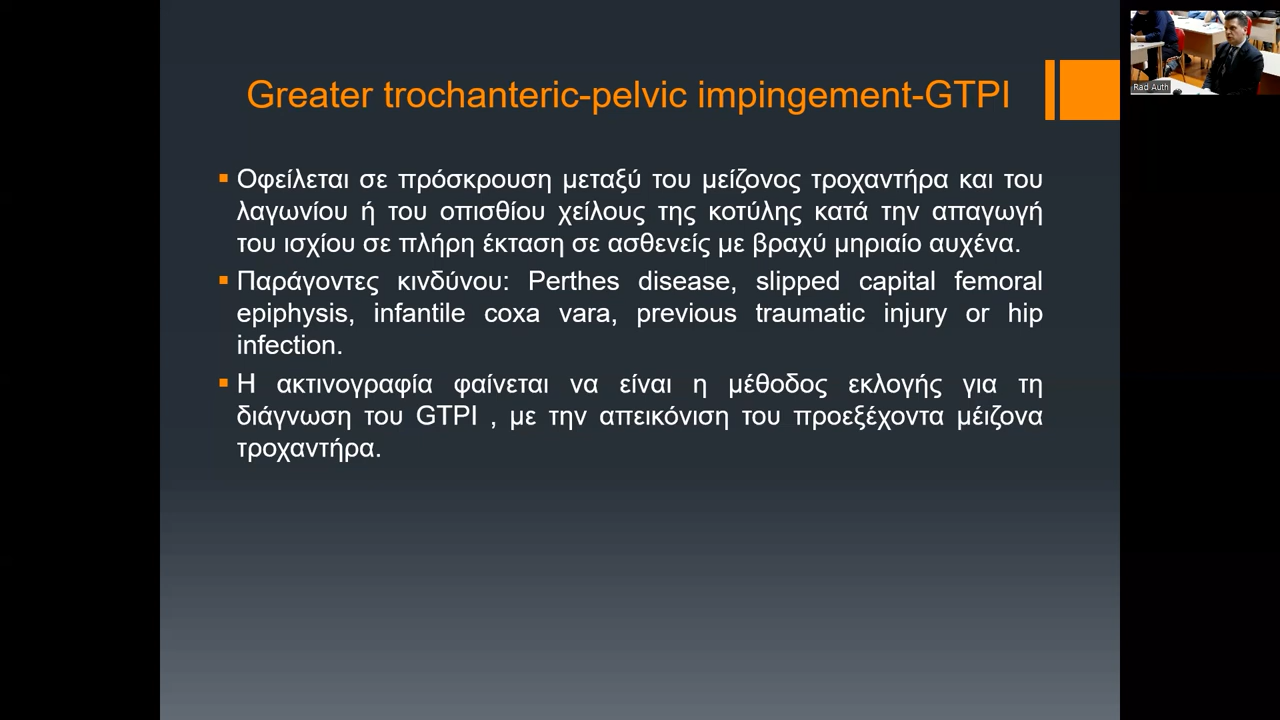 Greater trochanteric-pelvic impingement-GTPI
Οφείλεται σε πρόσκρουση μεταξύ του μείζονος τροχαντήρα και του
λαγωνίου ή του οπισθίου χείλους της κοτύλης κατά την απαγωγή
του ισχίου σε πλήρη έκταση σε ασθενείς με βραχύ μηριαίο αυχένα.
Παράγοντες κινδύνου: Perthes disease, slipped capital femoral
epiphysis, infantile coxa vara, previous traumatic injury or hip
infection.
Η ακτινογραφία φαίνεται να είναι η μέθοδος εκλογής για τη
διάγνωση του GTPI , με την απεικόνιση του προεξέχοντα μέιζονα
τροχαντήρα.
Rad Auth